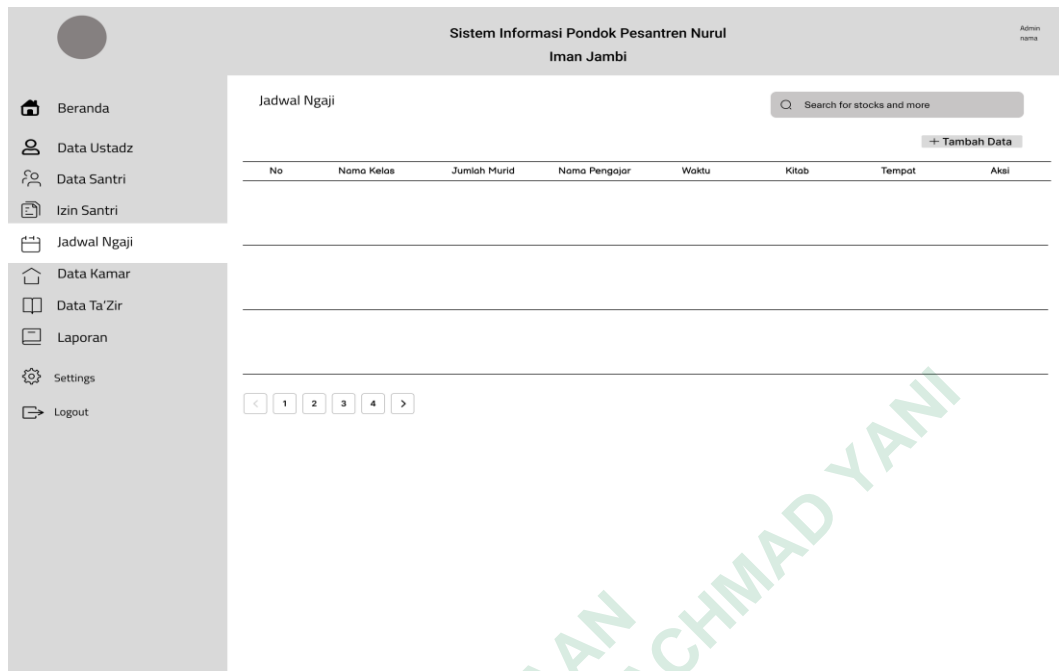 Sistem Informasi Pondok Pesantren Nurul
Iman Jambi
Admin
nama
Beranda
Data Ustadz
Data Santri
Izin Santri
Jadwal Ngaji
Data Kamar
Data Ta'Zir
Laporan
Settings
Logout
Jadwal Ngaji
Search for stocks and more
+ Tambah Data
No Nama Kelas Jumlah Murid Nama Pengajar Waktu Kitab Tempat Aksi
< 1 2 3 4 >
ACHMAD YANI
AAN